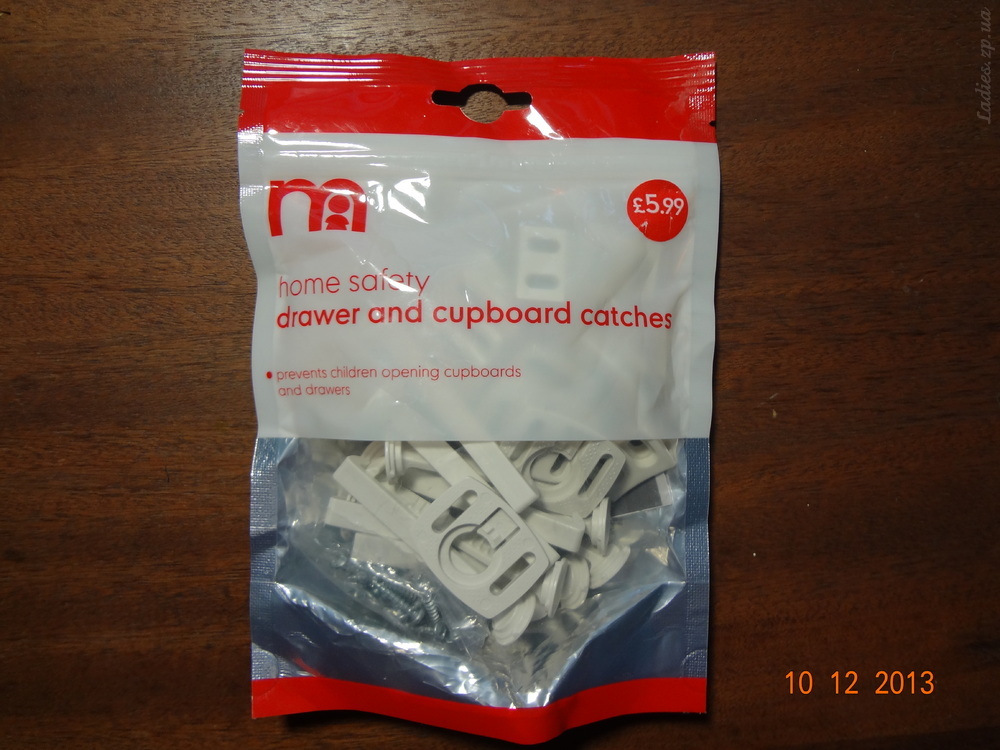 Ladies.zp.ua
m
£5.99
home safety
drawer and cupboard catches
• prevents children opening cupboards
and drawers
10 12 2013